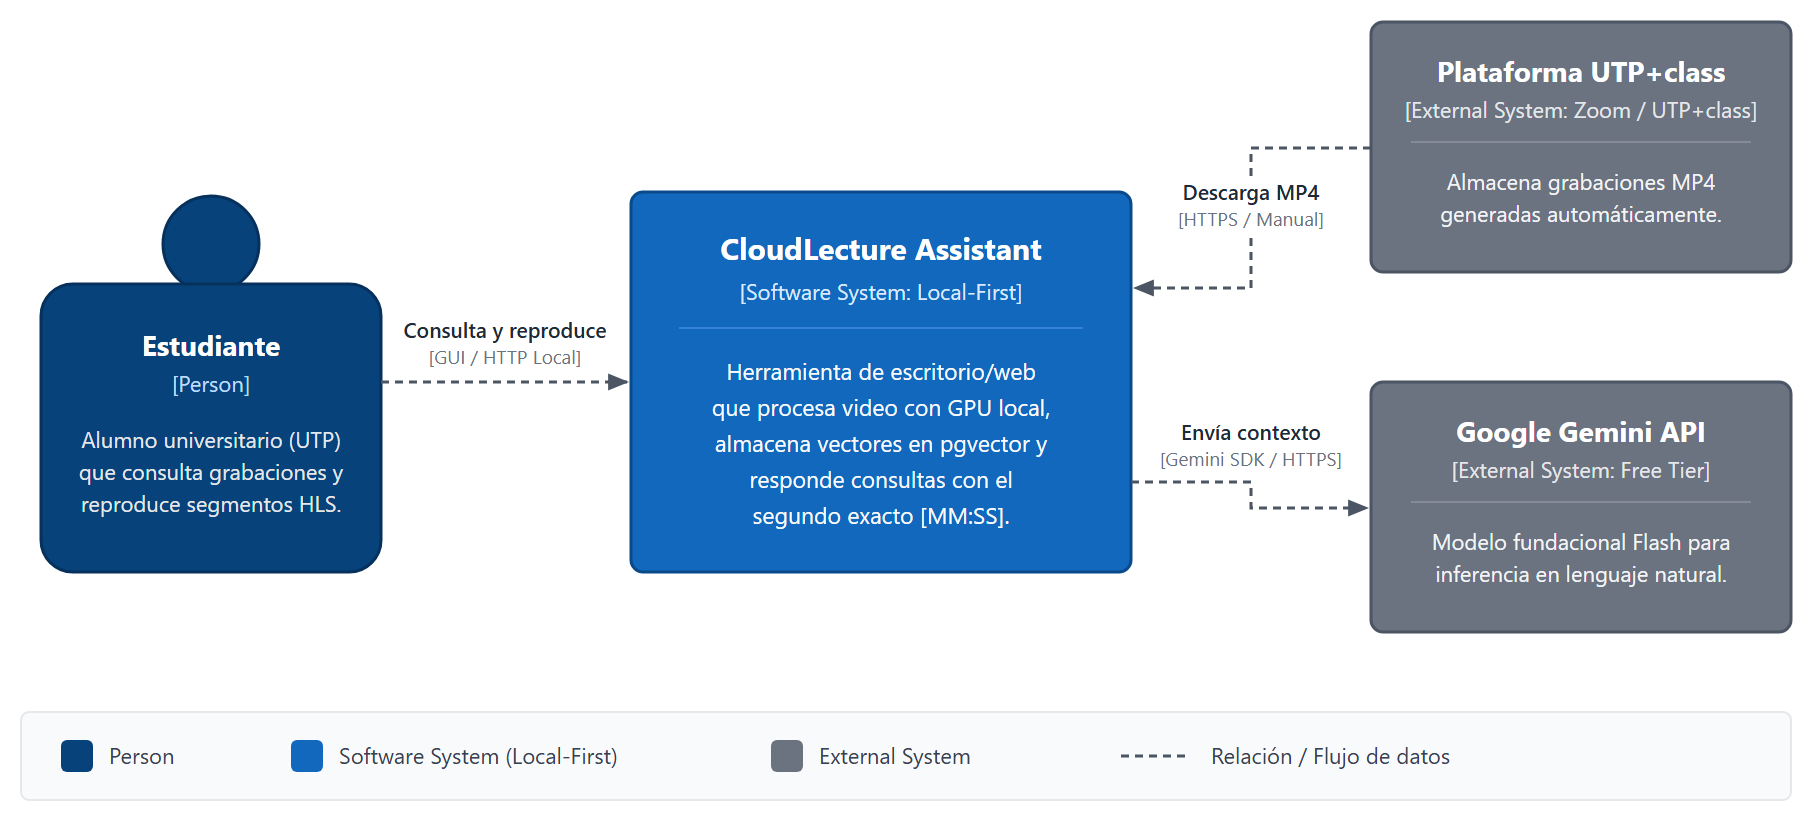 Plataforma UTP+class
[External System: Zoom / UTP+class]
Almacena grabaciones MP4
generadas automáticamente.
Descarga MP4
[HTTPS / Manual]
CloudLecture Assistant
[Software System: Local-First]
Herramienta de escritorio/web
que procesa video con GPU local,
almacena vectores en pgvector y
responde consultas con el
segundo exacto [MM:SS].
Consulta y reproduce
[GUI / HTTP Local]
Estudiante
[Person]
Alumno universitario (UTP)
que consulta grabaciones y
reproduce segmentos HLS.
Envía contexto
[Gemini SDK / HTTPS]
Google Gemini API
[External System: Free Tier]
Modelo fundacional Flash para
inferencia en lenguaje natural.
Person
Software System (Local-First)
External System
Relación / Flujo de datos